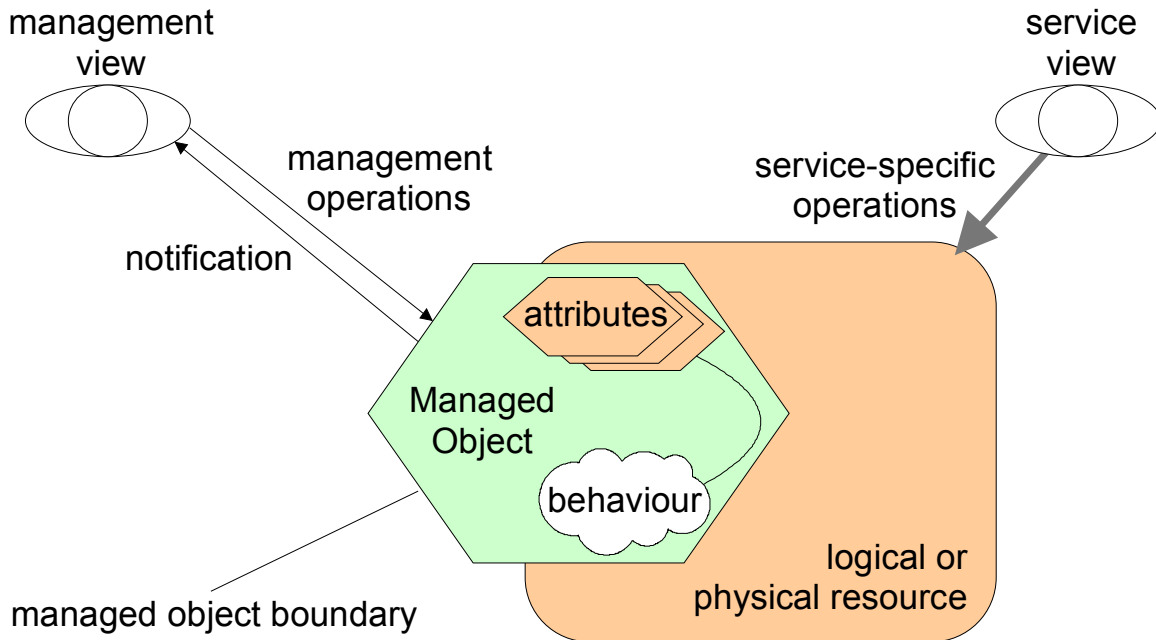 management
view
service
view
management
operations
service-specific
operations
notification
attributes
Managed
Object
behaviour
logical or
physical resource
managed object boundary